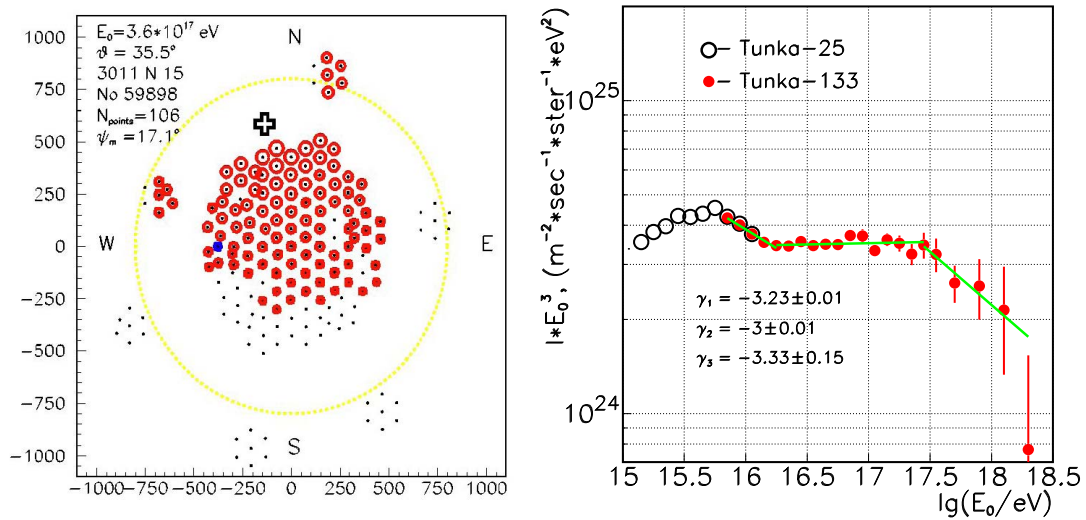 E₀=3.6*10¹⁷ eV
ϑ = 35.5°
3011 N 15
No 59898
Nₚₒᵢₙₜₛ=106
ψₘ =17.1°
N
W
E
S
1000
750
500
250
0
−250
−500
−750
−1000
−1000 −750 −500 −250 0 250 500 750 1000
I*E₀³, (m⁻²*sec⁻¹*ster⁻¹*eV²)
10²⁵
10²⁴
Tunka−25
Tunka−133
γ₁ = −3.23±0.01
γ₂ = −3±0.01
γ₃ = −3.33±0.15
15 15.5 16 16.5 17 17.5 18 18.5
lg(E₀/eV)